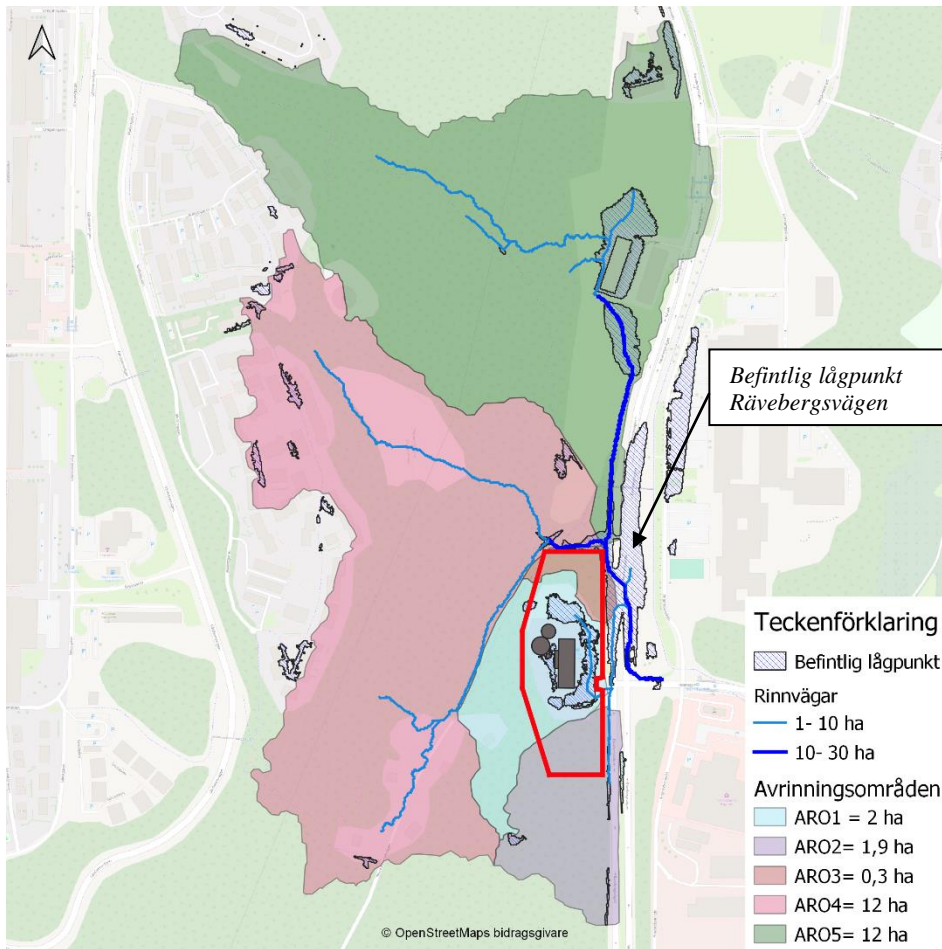 Befintlig lågpunkt
Rävebergsvägen
Teckenförklaring
Befintlig lågpunkt
Rinnvägar
1- 10 ha
10- 30 ha
Avrinningsområden
ARO1 = 2 ha
ARO2= 1,9 ha
ARO3= 0,3 ha
ARO4= 12 ha
ARO5= 12 ha
© OpenStreetMaps bidragsgivare